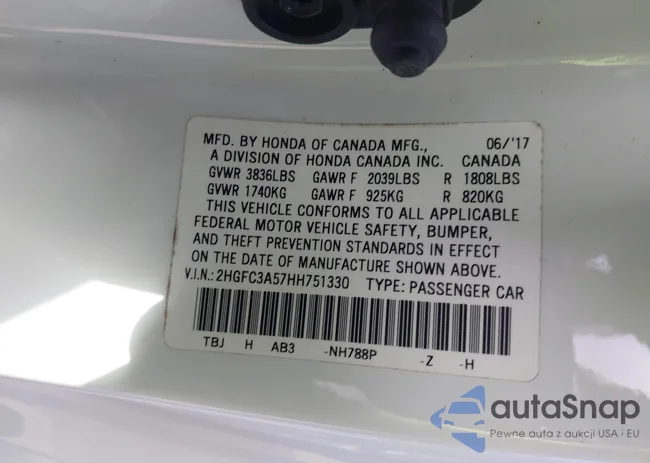 MFD. BY HONDA OF CANADA MFG., 06/'17
A DIVISION OF HONDA CANADA INC. CANADA
GVWR 3836LBS GAWR F 2039LBS R 1808LBS
GVWR 1740KG GAWR F 925KG R 820KG
THIS VEHICLE CONFORMS TO ALL APPLICABLE
FEDERAL MOTOR VEHICLE SAFETY, BUMPER,
AND THEFT PREVENTION STANDARDS IN EFFECT
ON THE DATE OF MANUFACTURE SHOWN ABOVE.
V.I.N.: 2HGFC3A57HH751330 TYPE: PASSENGER CAR
TBJ H AB3 -NH788P -Z -H
autaSnap
Pewne auta z aukcji USA i EU